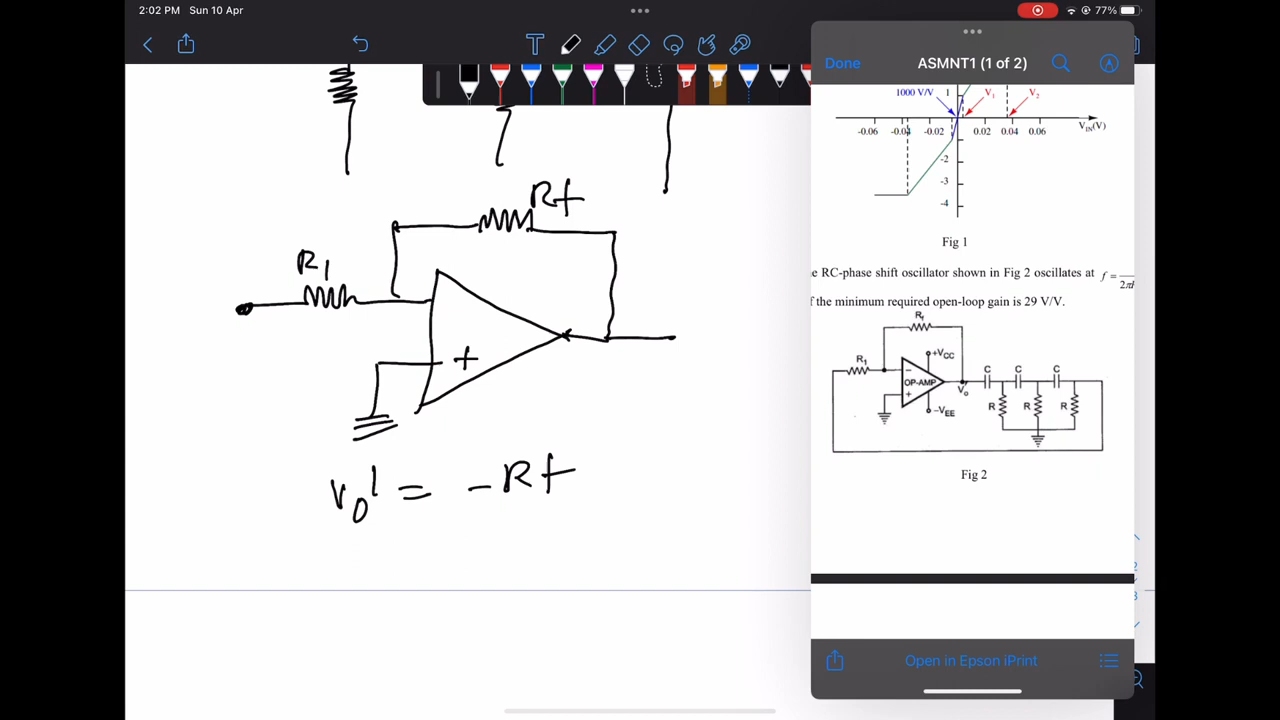 2:02 PM Sun 10 Apr
77%
T
Done
ASMNT1 (1 of 2)
1000 V/V
1
V1
V2
-0.06 -0.04 -0.02 0.02 0.04 0.06
VIN(V)
-2
-3
-4
Fig 1
e RC-phase shift oscillator shown in Fig 2 oscillates at f =
2π
f the minimum required open-loop gain is 29 V/V.
Rf
R1
+VCC
-
OP-AMP
+
-VEE
Vo
C C C
R R R
Fig 2
Open in Epson iPrint
Rf
R1
+
vo' = -Rf